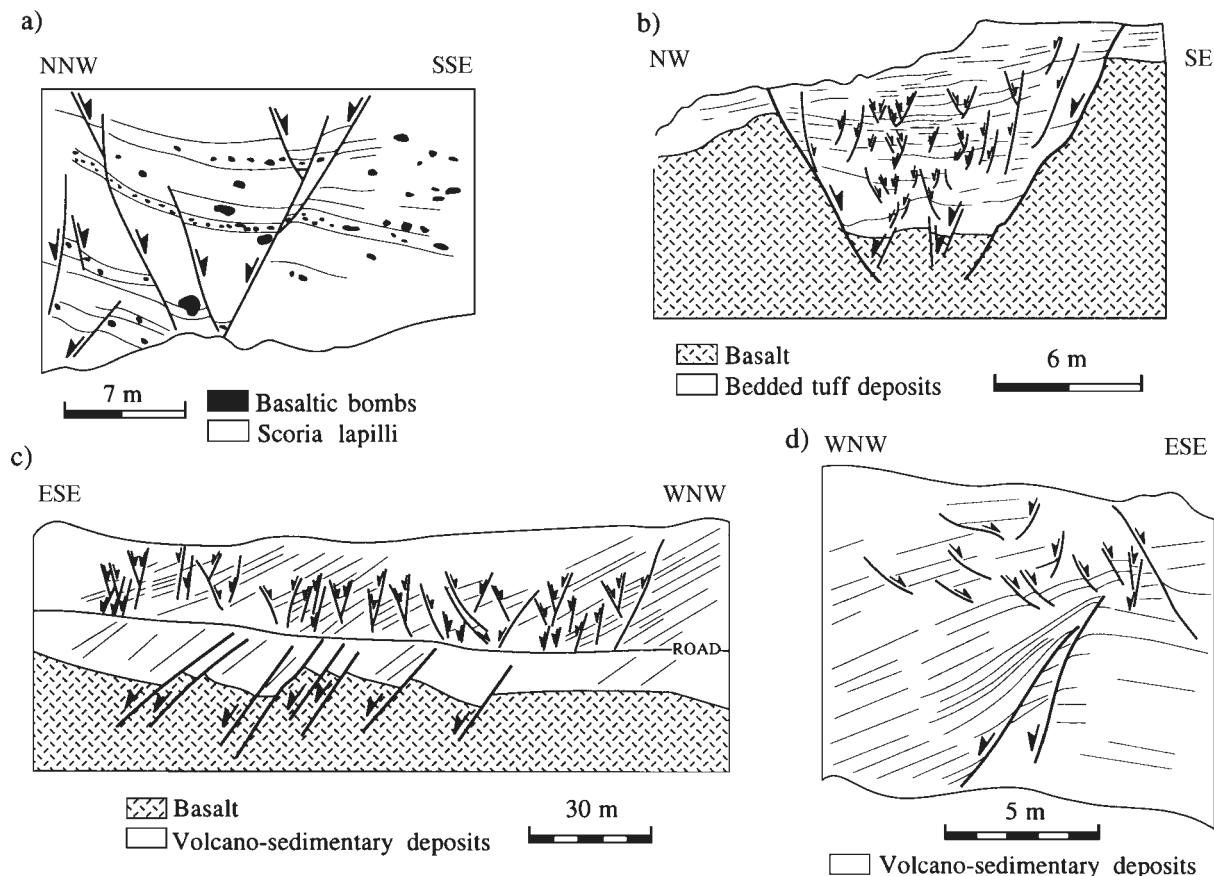 a)
NNW SSE
7 m
Basaltic bombs
Scoria lapilli
b)
NW SE
Basalt
Bedded tuff deposits
6 m
c)
ESE WNW
ROAD
Basalt
Volcano-sedimentary deposits
30 m
d)
WNW ESE
5 m
Volcano-sedimentary deposits